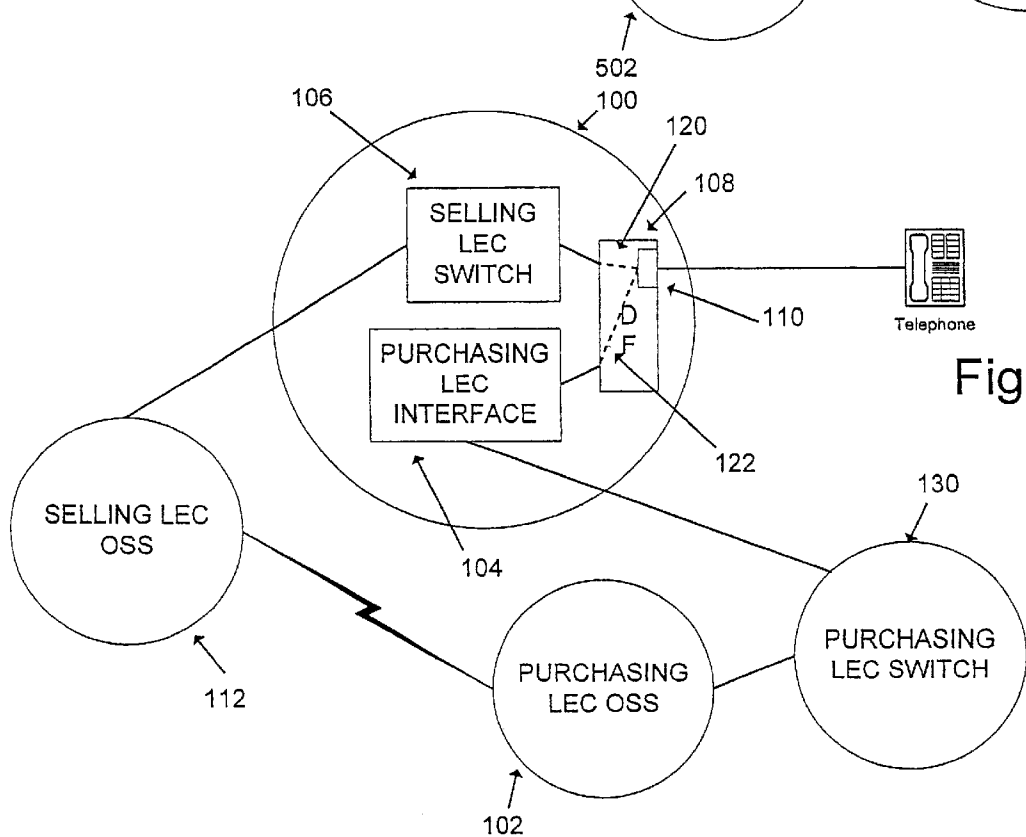 502
106
100
120
108
SELLING
LEC
SWITCH
110
Telephone
D
F
PURCHASING
LEC
INTERFACE
Fig
122
130
SELLING LEC
OSS
104
PURCHASING
LEC SWITCH
PURCHASING
LEC OSS
112
102